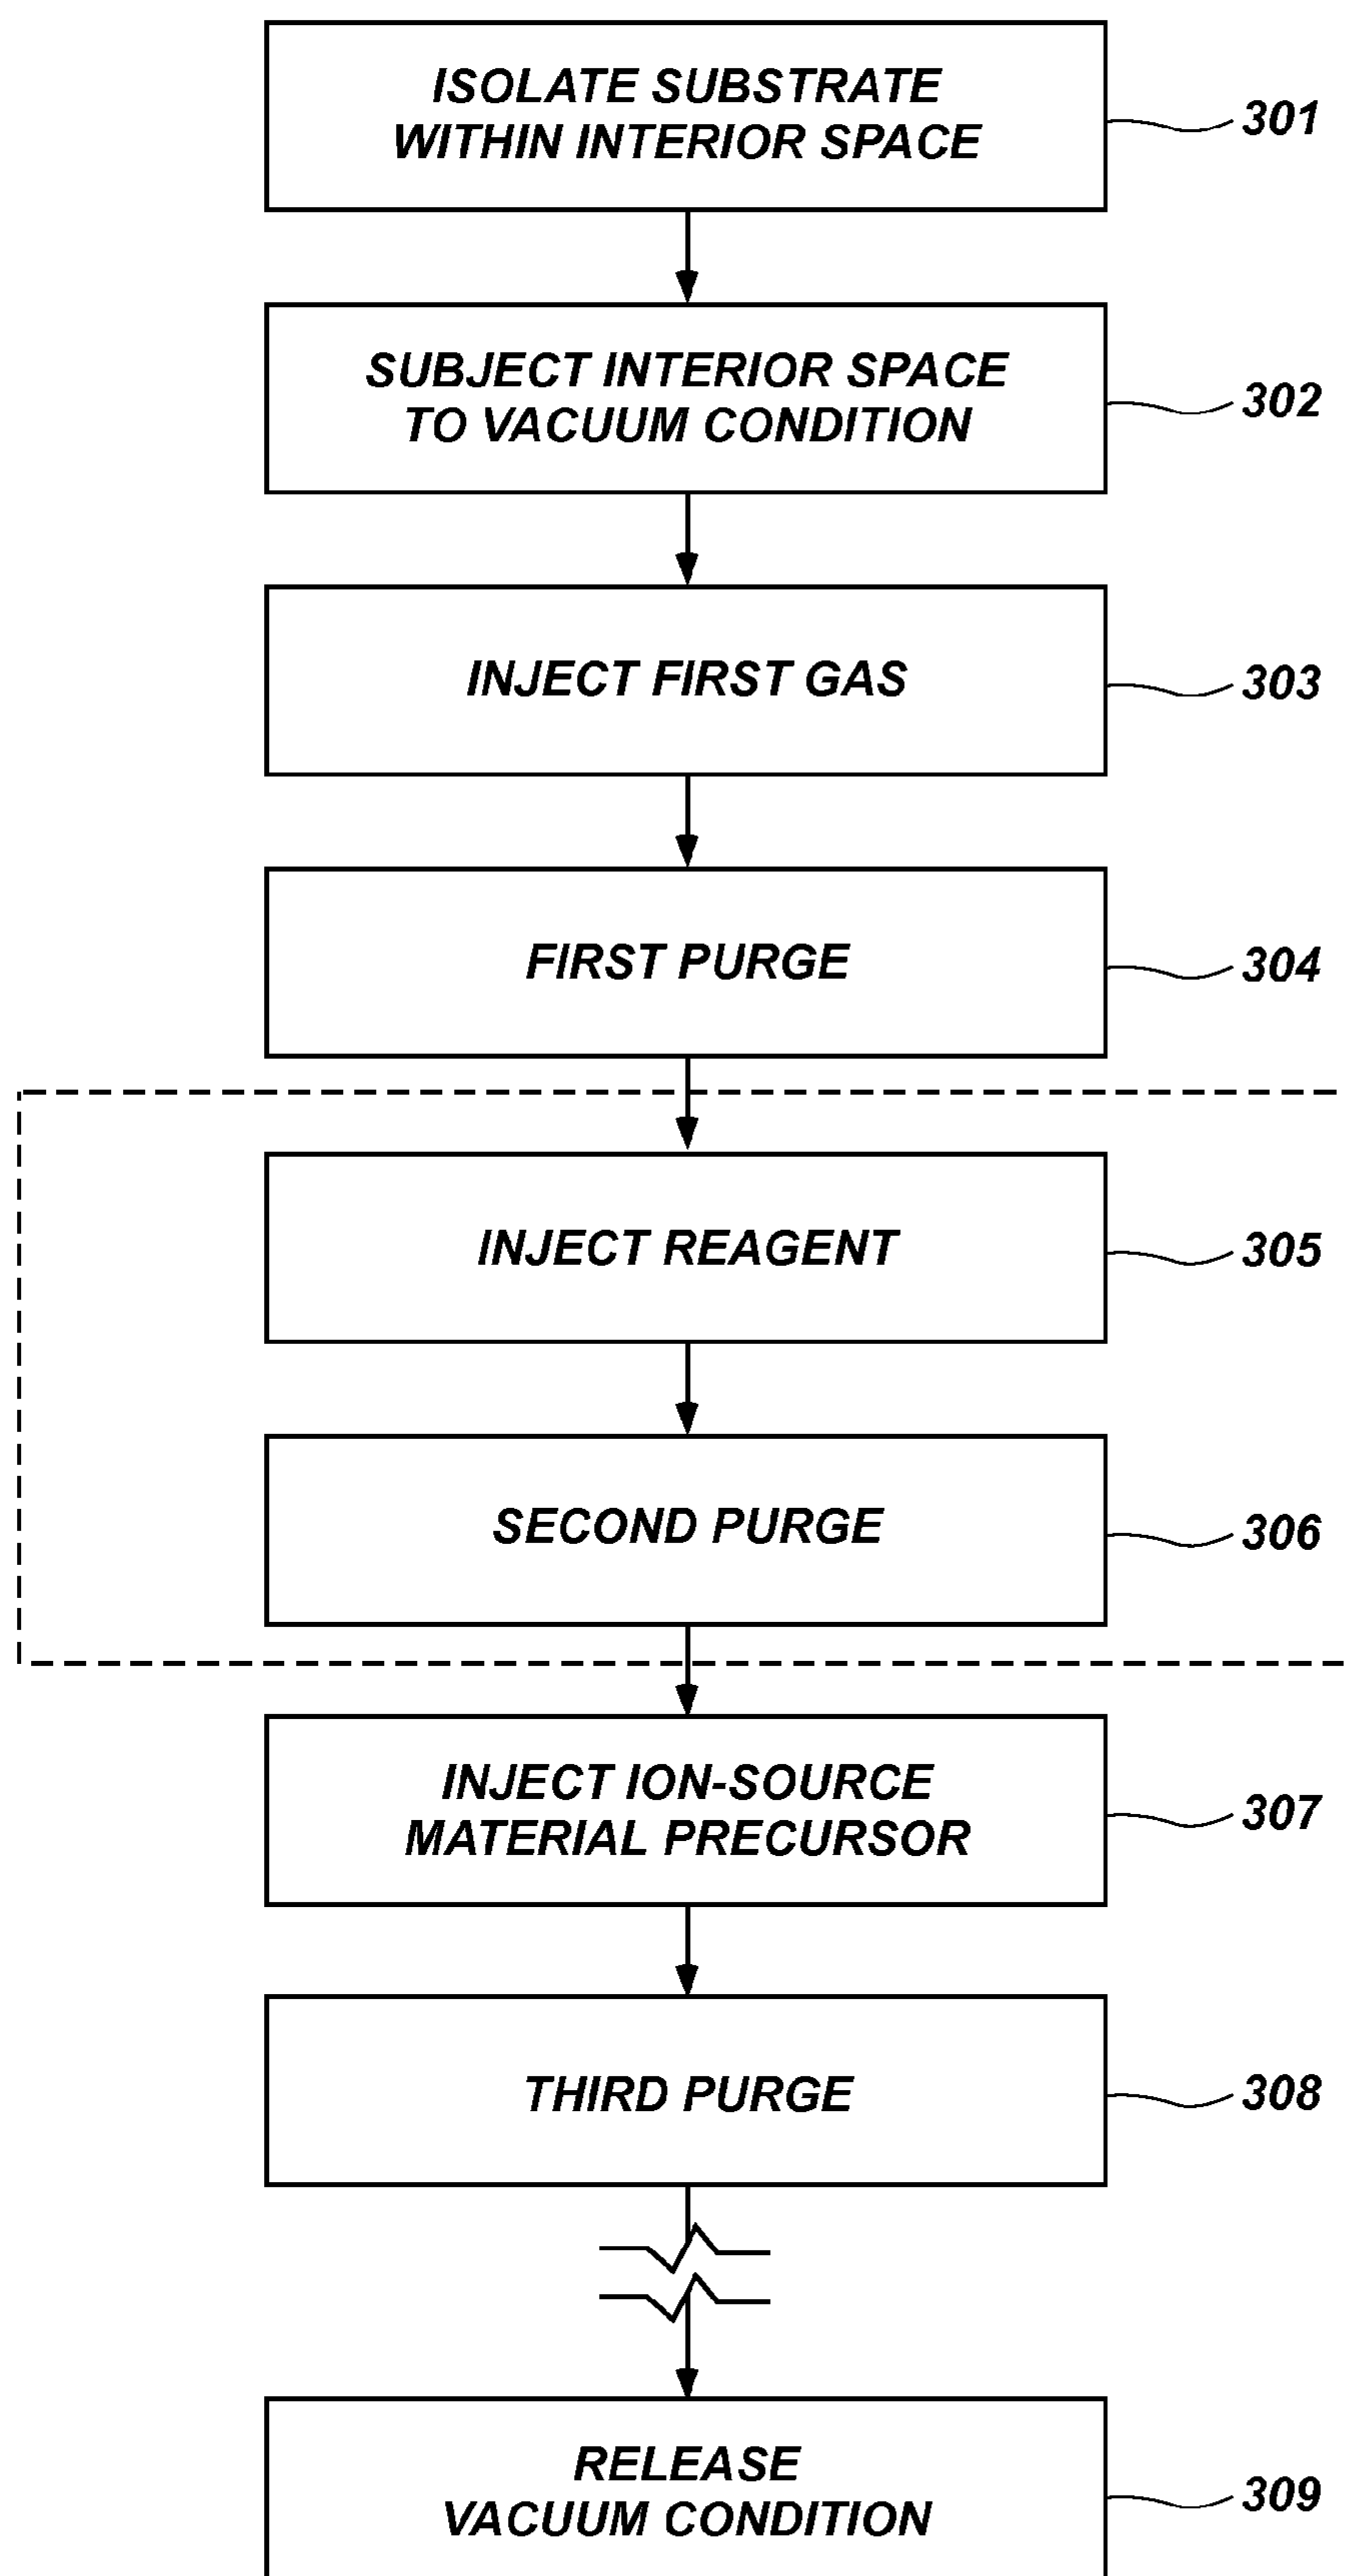 ISOLATE SUBSTRATE
WITHIN INTERIOR SPACE
301
SUBJECT INTERIOR SPACE
TO VACUUM CONDITION
302
INJECT FIRST GAS
303
FIRST PURGE
304
INJECT REAGENT
305
SECOND PURGE
306
INJECT ION-SOURCE
MATERIAL PRECURSOR
307
THIRD PURGE
308
RELEASE
VACUUM CONDITION
309